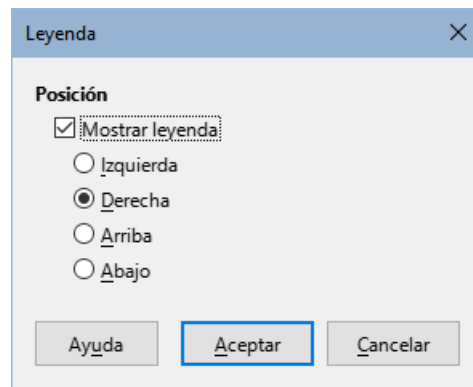 Leyenda
Posición
Mostrar leyenda
Izquierda
Derecha
Arriba
Abajo
Ayuda Aceptar Cancelar